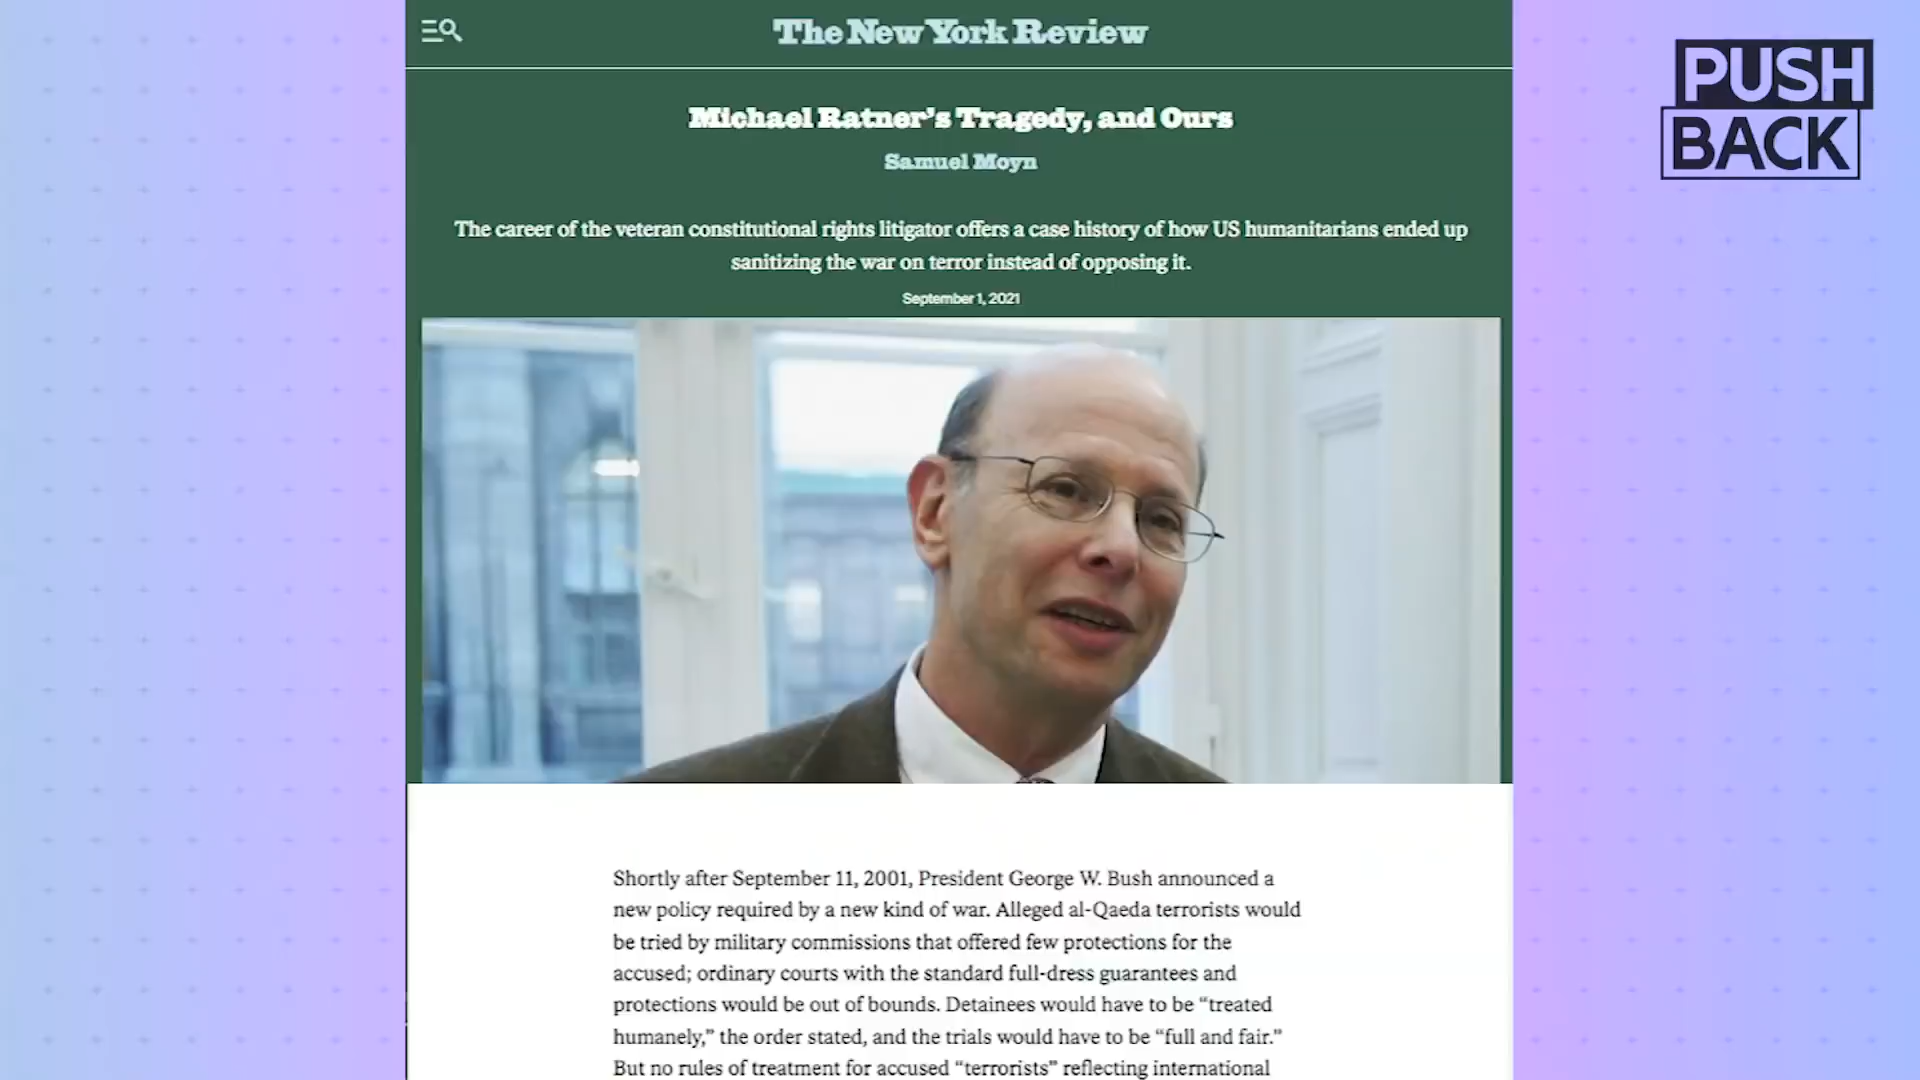 The New York Review
PUSH
BACK
Michael Ratner's Tragedy, and Ours
Samuel Moyn
The career of the veteran constitutional rights litigator offers a case history of how US humanitarians ended up
sanitizing the war on terror instead of opposing it.
September 1, 2021
Shortly after September 11, 2001, President George W. Bush announced a
new policy required by a new kind of war. Alleged al-Qaeda terrorists would
be tried by military commissions that offered few protections for the
accused; ordinary courts with the standard full-dress guarantees and
protections would be out of bounds. Detainees would have to be “treated
humanely,” the order stated, and the trials would have to be “full and fair.”
But no rules of treatment for accused “terrorists” reflecting international